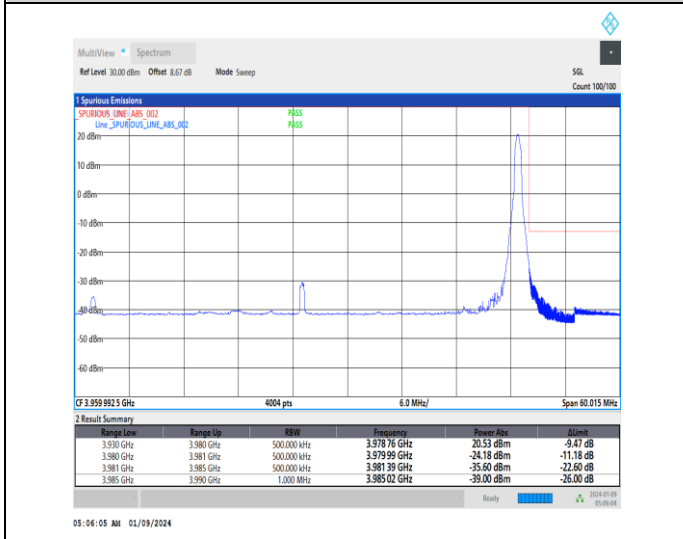 MultiView Spectrum
Ref Level 30.00 dBm Offset 8.67 dB Mode Sweep SGL
Count 100/100
1 Spurious Emissions
SPURIOUS_LINE_ABS_002 PASS
Line _SPURIOUS_LINE_ABS_002 PASS
20 dBm
10 dBm
0 dBm
-10 dBm
-20 dBm
-30 dBm
-40 dBm
-50 dBm
-60 dBm
CF 3.959 992 5 GHz 4004 pts 6.0 MHz/ Span 60.015 MHz
2 Result Summary
Range Low Range Up RBW Frequency Power Abs ΔLimit
3.930 GHz 3.980 GHz 500.000 kHz 3.978 76 GHz 20.53 dBm -9.47 dB
3.980 GHz 3.981 GHz 500.000 kHz 3.979 99 GHz -24.18 dBm -11.18 dB
3.981 GHz 3.985 GHz 500.000 kHz 3.981 39 GHz -35.60 dBm -22.60 dB
3.985 GHz 3.990 GHz 1.000 MHz 3.985 02 GHz -39.00 dBm -26.00 dB
Ready 2024-01-09
05:06:04
05:06:05 AM 01/09/2024